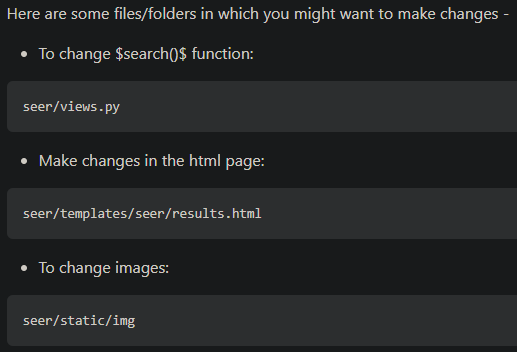 Here are some files/folders in which you might want to make changes -
• To change $search()$ function:
seer/views.py
• Make changes in the html page:
seer/templates/seer/results.html
• To change images:
seer/static/img